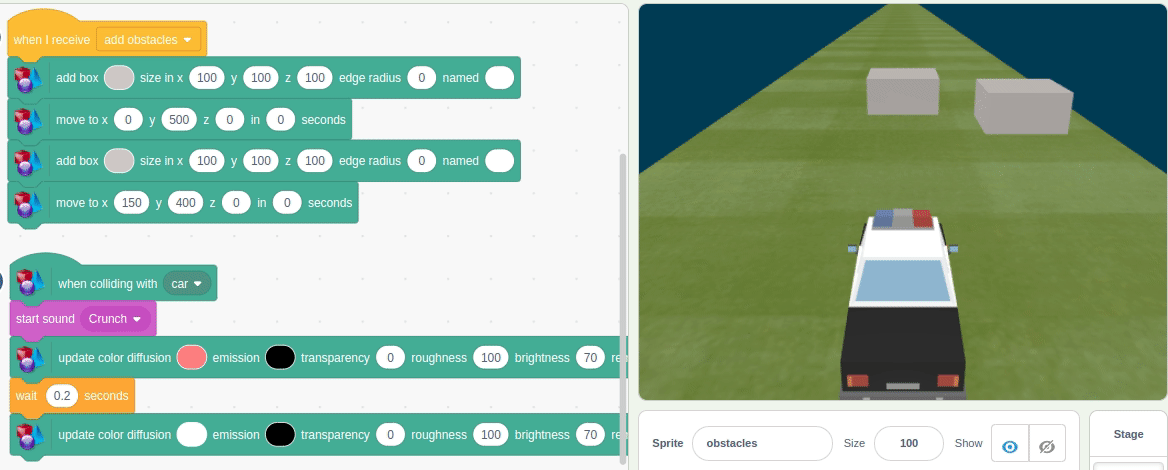 when I receive add obstacles
add box size in x 100 y 100 z 100 edge radius 0 named
move to x 0 y 500 z 0 in 0 seconds
add box size in x 100 y 100 z 100 edge radius 0 named
move to x 150 y 400 z 0 in 0 seconds
when colliding with car
start sound Crunch
update color diffusion emission transparency 0 roughness 100 brightness 70 re
wait 0.2 seconds
update color diffusion emission transparency 0 roughness 100 brightness 70 re
Sprite obstacles Size 100 Show
Stage